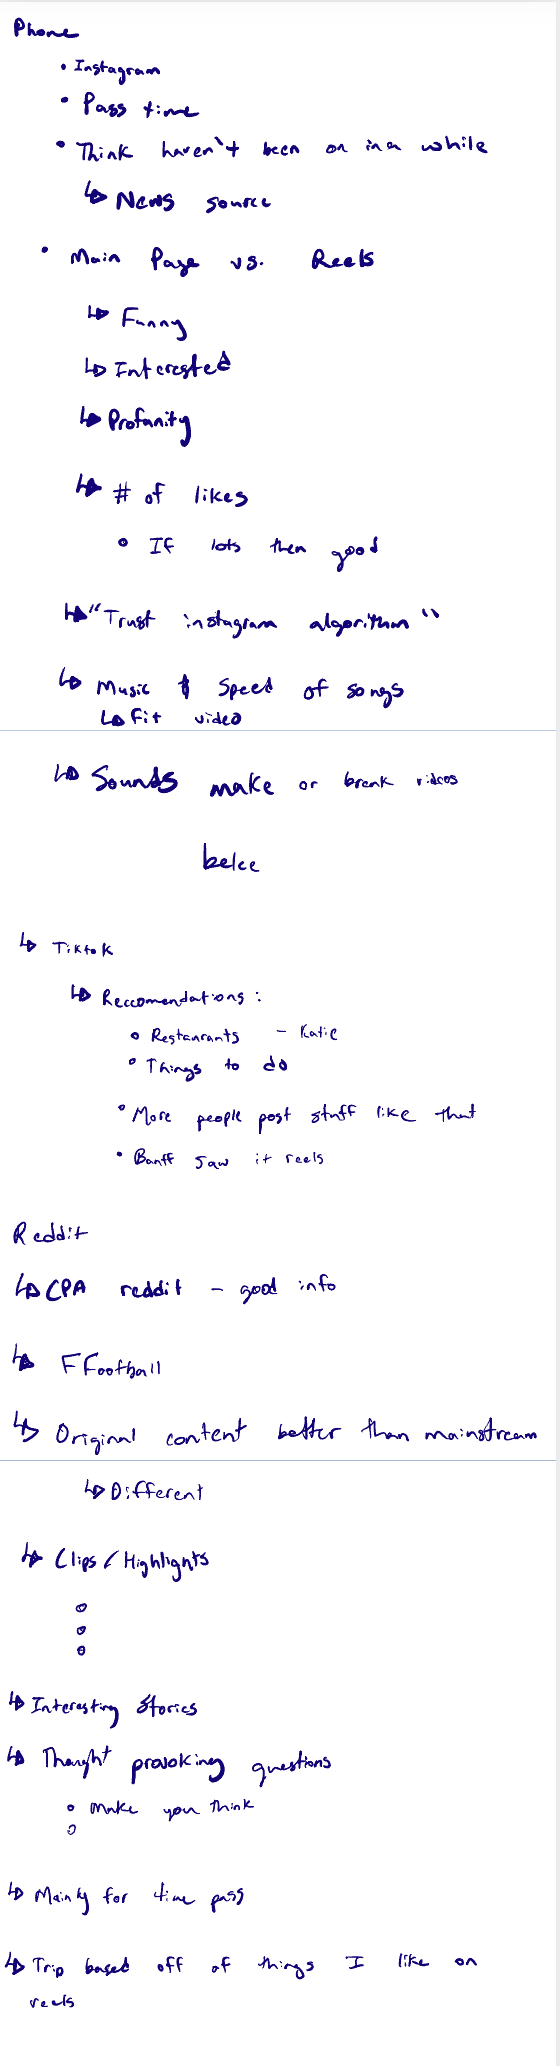 Phone
• Instagram
• Pass time
• Think haven't been on in a while
↳ News source
• Main Page vs. Reels
↳ Funny
↳ Interested
↳ Profanity
↳ # of likes
• If lots then good
↳ "Trust instagram algorithm"
↳ Music & Speed of songs
↳ Fit video
↳ Sounds make or break videos
↳ Tiktok
↳ Reccomendations:
• Restaurants - Katie
• Things to do
• More people post stuff like that
• Banff saw it reels
Reddit
↳ CPA reddit - good info
↳ F Football
↳ Original content better than mainstream
↳ Different
↳ Clips / Highlights
↳ Interesting Stories
↳ Thought provoking questions
• Make you think
↳ Mainly for time pass
↳ Trip based off of things I like on
reels